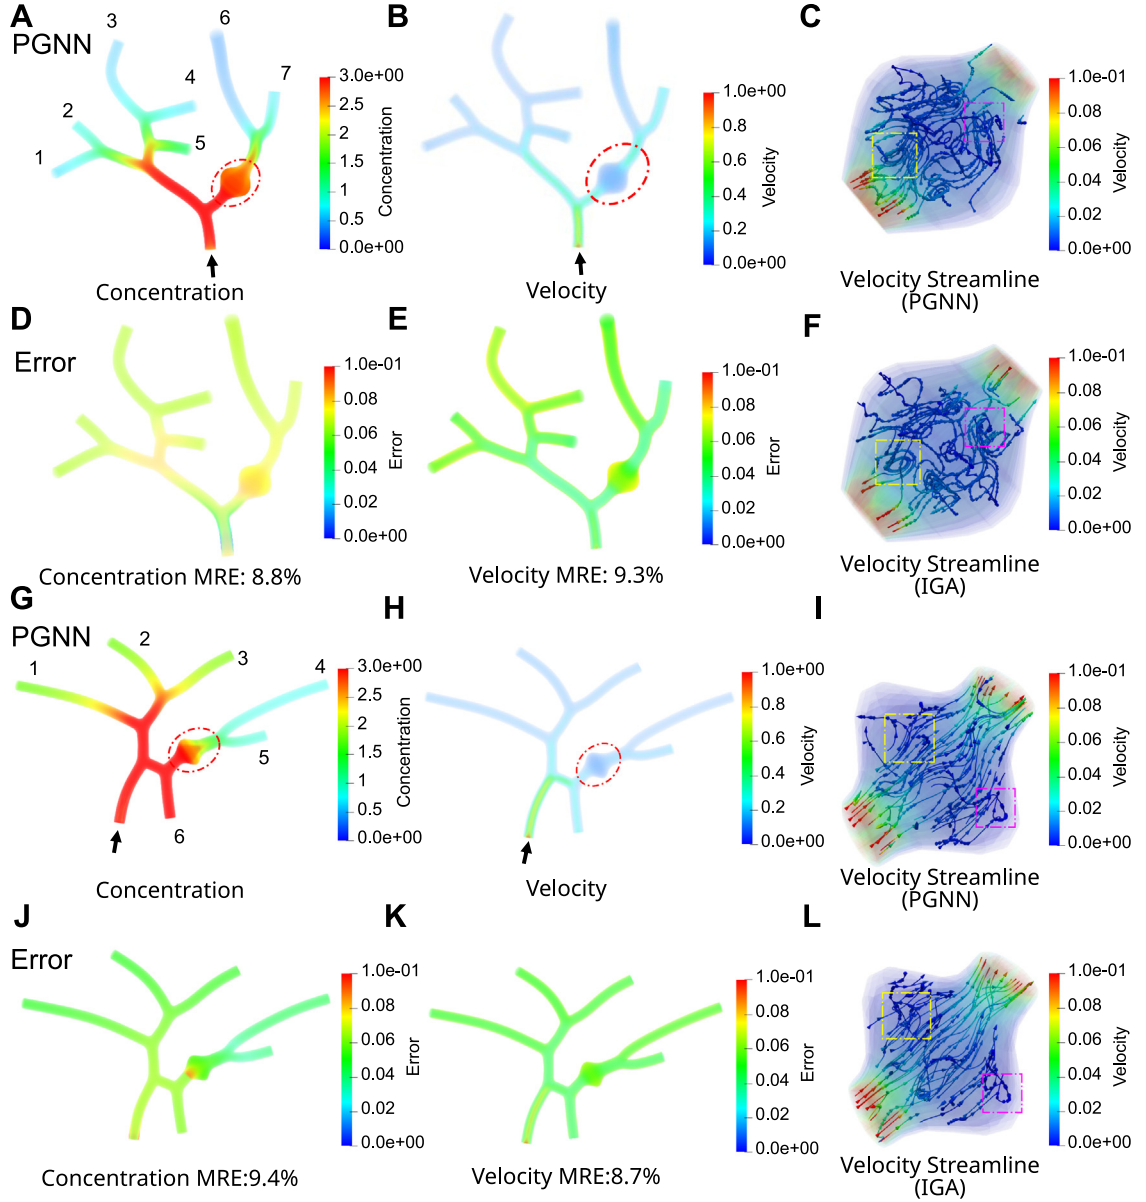 A
PGNN
3
6
4
7
2
5
1
3.0e+00
2.5
2
1.5
1
0.5
0.0e+00
Concentration
Concentration
B
1.0e+00
0.8
0.6
0.4
0.2
0.0e+00
Velocity
Velocity
C
1.0e-01
0.08
0.06
0.04
0.02
0.0e+00
Velocity
Velocity Streamline
(PGNN)
D
Error
1.0e-01
0.08
0.06
0.04
0.02
0.0e+00
Error
Concentration MRE: 8.8%
E
1.0e-01
0.08
0.06
0.04
0.02
0.0e+00
Error
Velocity MRE: 9.3%
F
1.0e-01
0.08
0.06
0.04
0.02
0.0e+00
Velocity
Velocity Streamline
(IGA)
G
PGNN
1
2
3
4
5
6
3.0e+00
2.5
2
1.5
1
0.5
0.0e+00
Concentration
Concentration
H
1.0e+00
0.8
0.6
0.4
0.2
0.0e+00
Velocity
Velocity
I
1.0e-01
0.08
0.06
0.04
0.02
0.0e+00
Velocity
Velocity Streamline
(PGNN)
J
Error
1.0e-01
0.08
0.06
0.04
0.02
0.0e+00
Error
Concentration MRE:9.4%
K
1.0e-01
0.08
0.06
0.04
0.02
0.0e+00
Error
Velocity MRE:8.7%
L
1.0e-01
0.08
0.06
0.04
0.02
0.0e+00
Velocity
Velocity Streamline
(IGA)